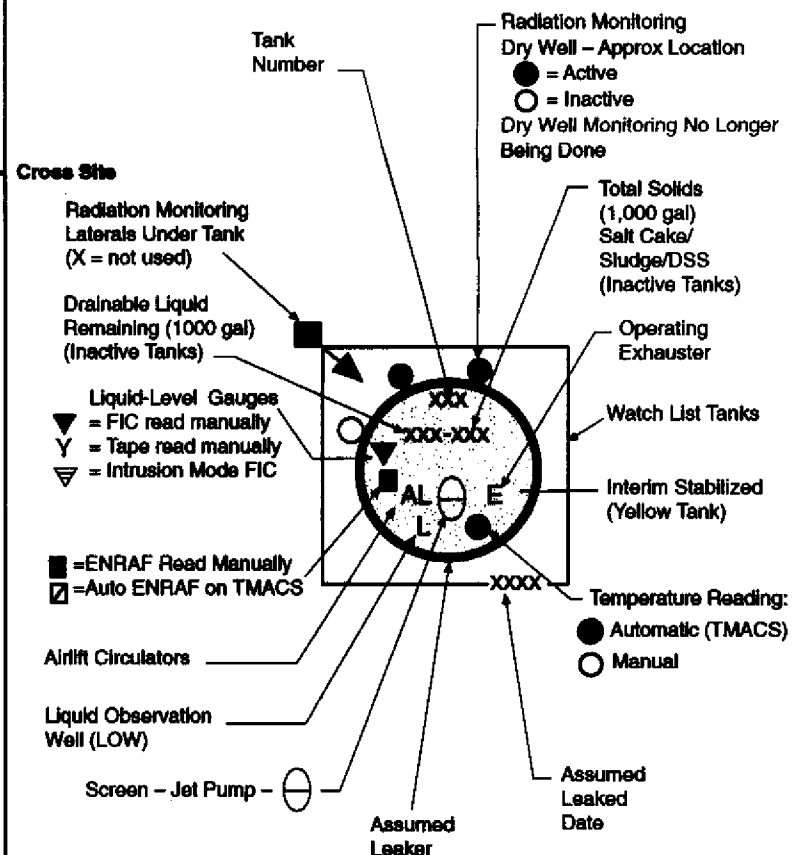 Tank
Number
Radiation Monitoring
Dry Well – Approx Location
= Active
= Inactive
Dry Well Monitoring No Longer
Being Done
Cross Site
Radiation Monitoring
Laterals Under Tank
(X = not used)
Total Solids
(1,000 gal)
Salt Cake/
Sludge/DSS
(Inactive Tanks)
Drainable Liquid
Remaining (1000 gal)
(Inactive Tanks)
Operating
Exhauster
Liquid-Level Gauges
= FIC read manually
Y = Tape read manually
= Intrusion Mode FIC
XXX
XXX-XXX
AL
E
L
XXXX
Watch List Tanks
Interim Stabilized
(Yellow Tank)
=ENRAF Read Manually
=Auto ENRAF on TMACS
Temperature Reading:
Automatic (TMACS)
Manual
Airlift Circulators
Liquid Observation
Well (LOW)
Screen – Jet Pump –
Assumed
Leaker
Assumed
Leaked
Date